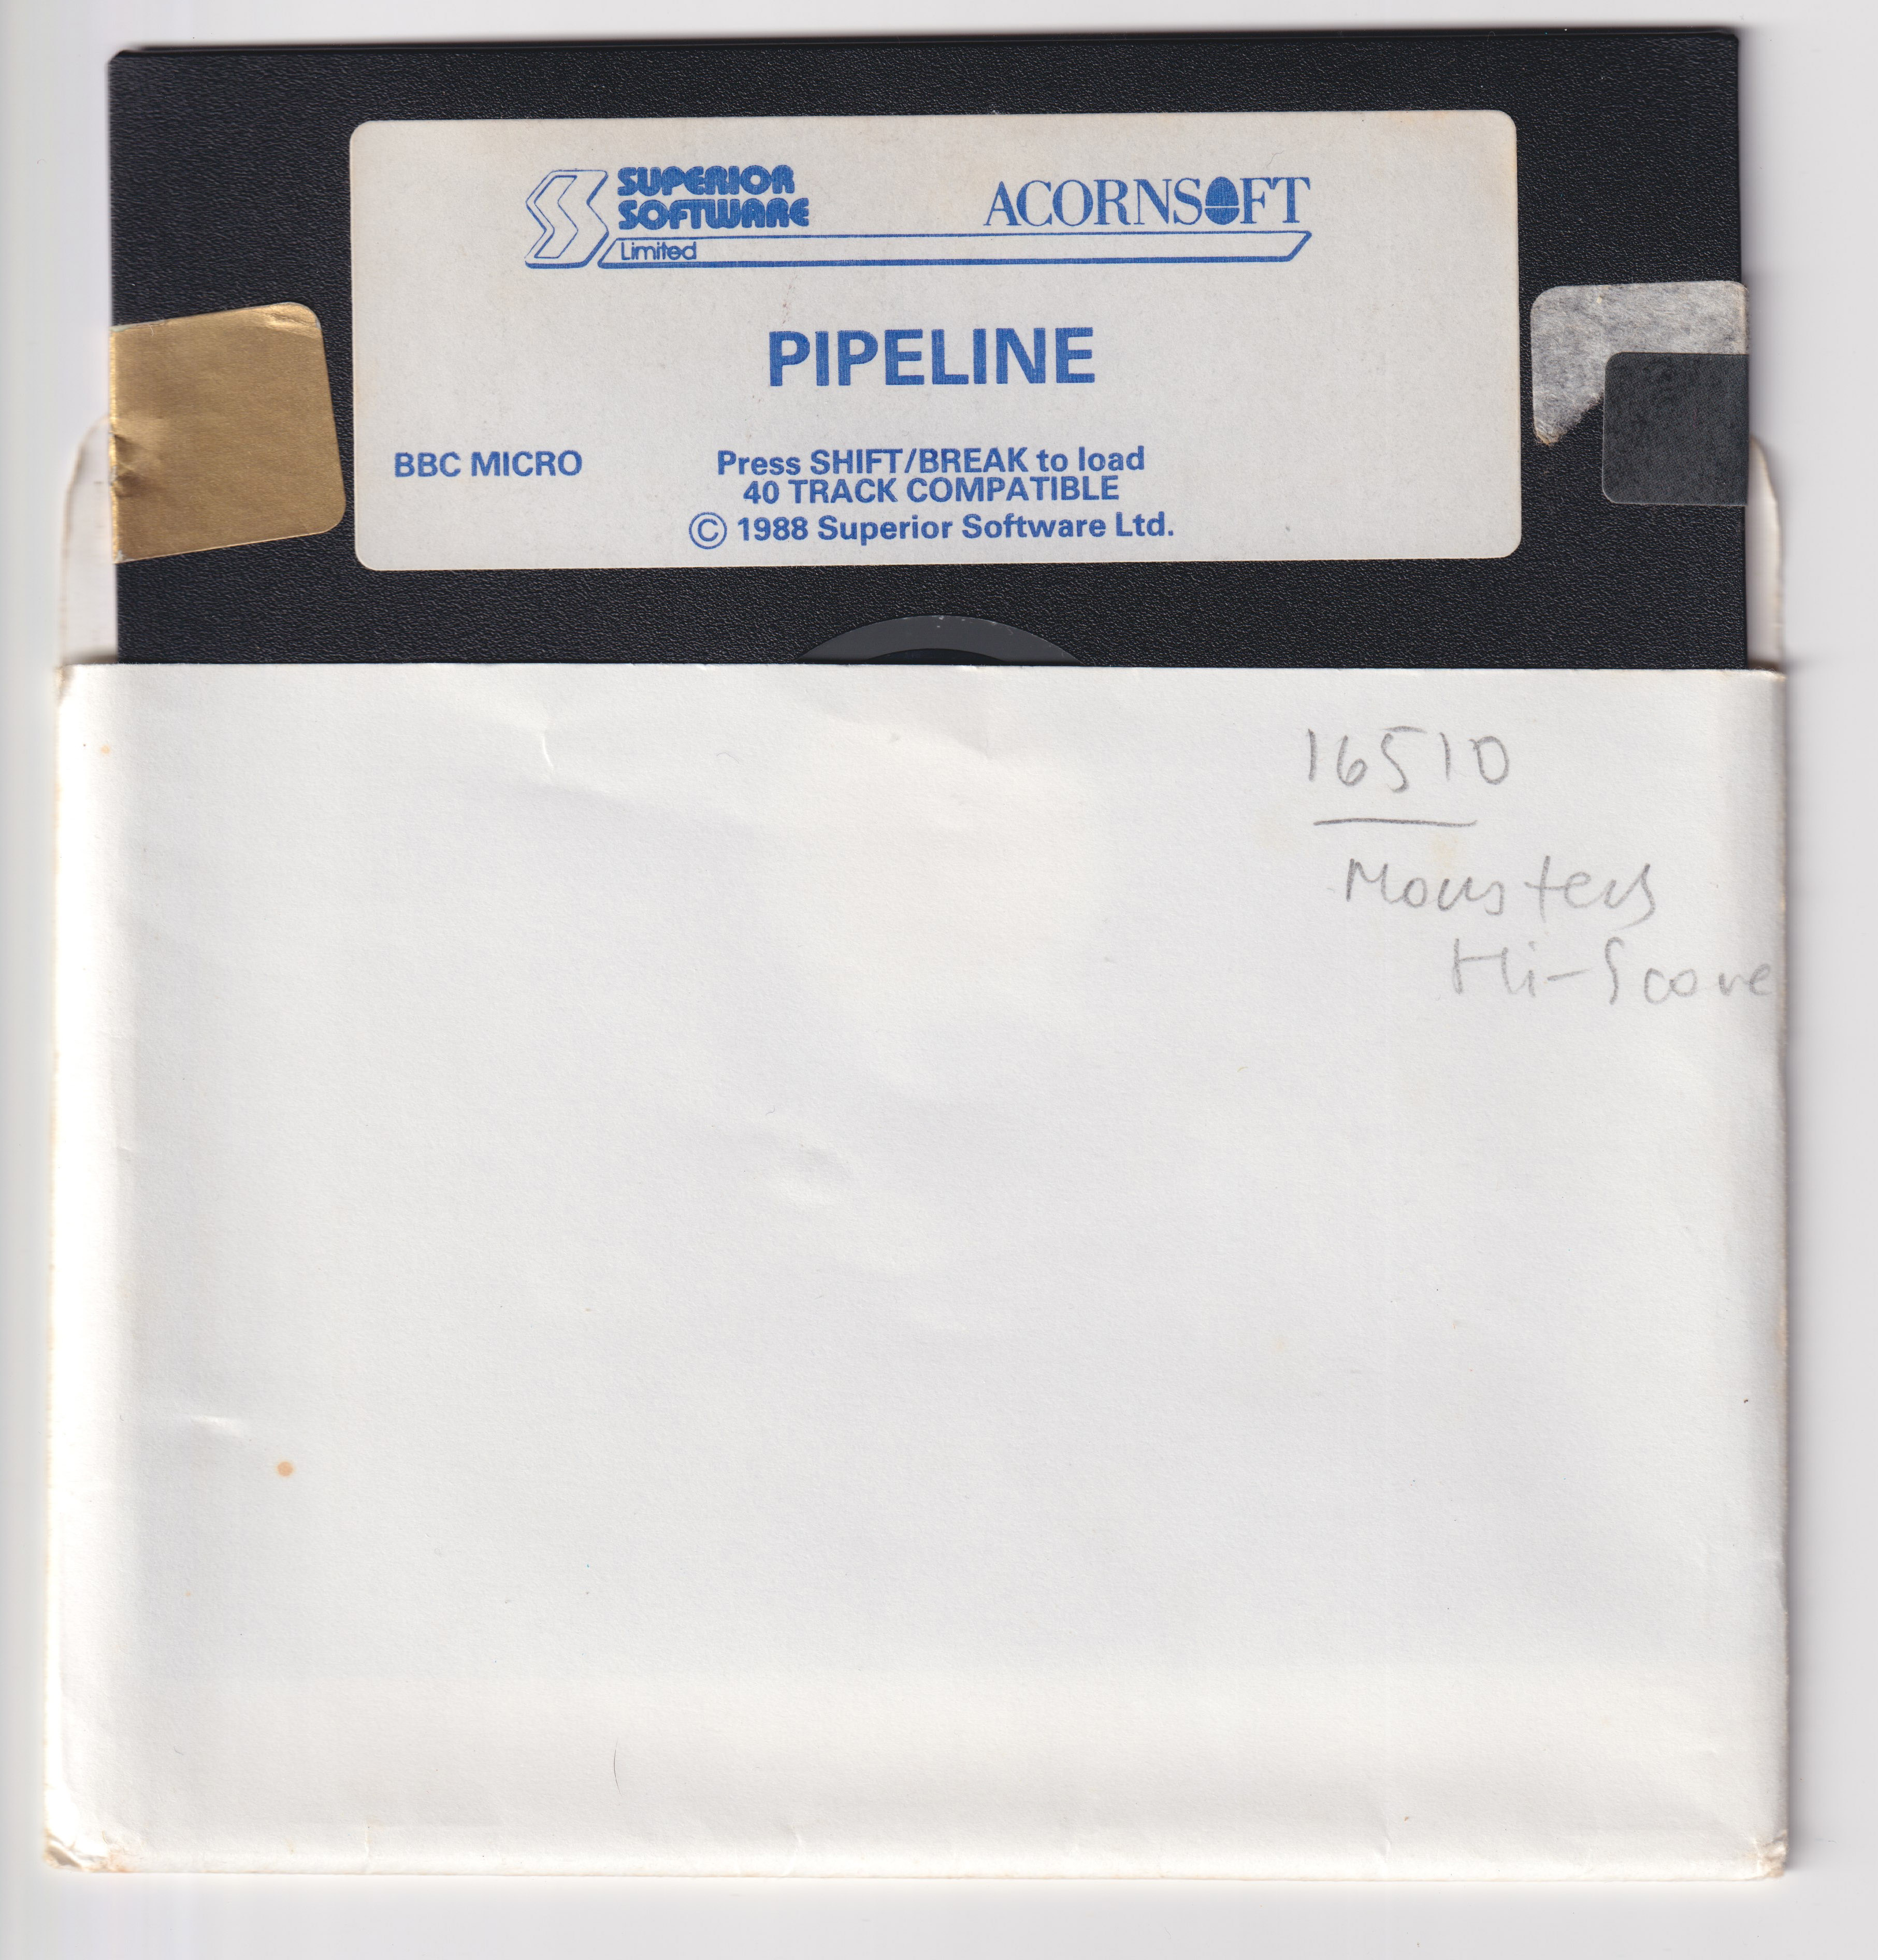 SUPERIOR
SOFTWARE
Limited
ACORNSOFT
PIPELINE
BBC MICRO
Press SHIFT/BREAK to load
40 TRACK COMPATIBLE
© 1988 Superior Software Ltd.
16510
Monsters
Hi-Score